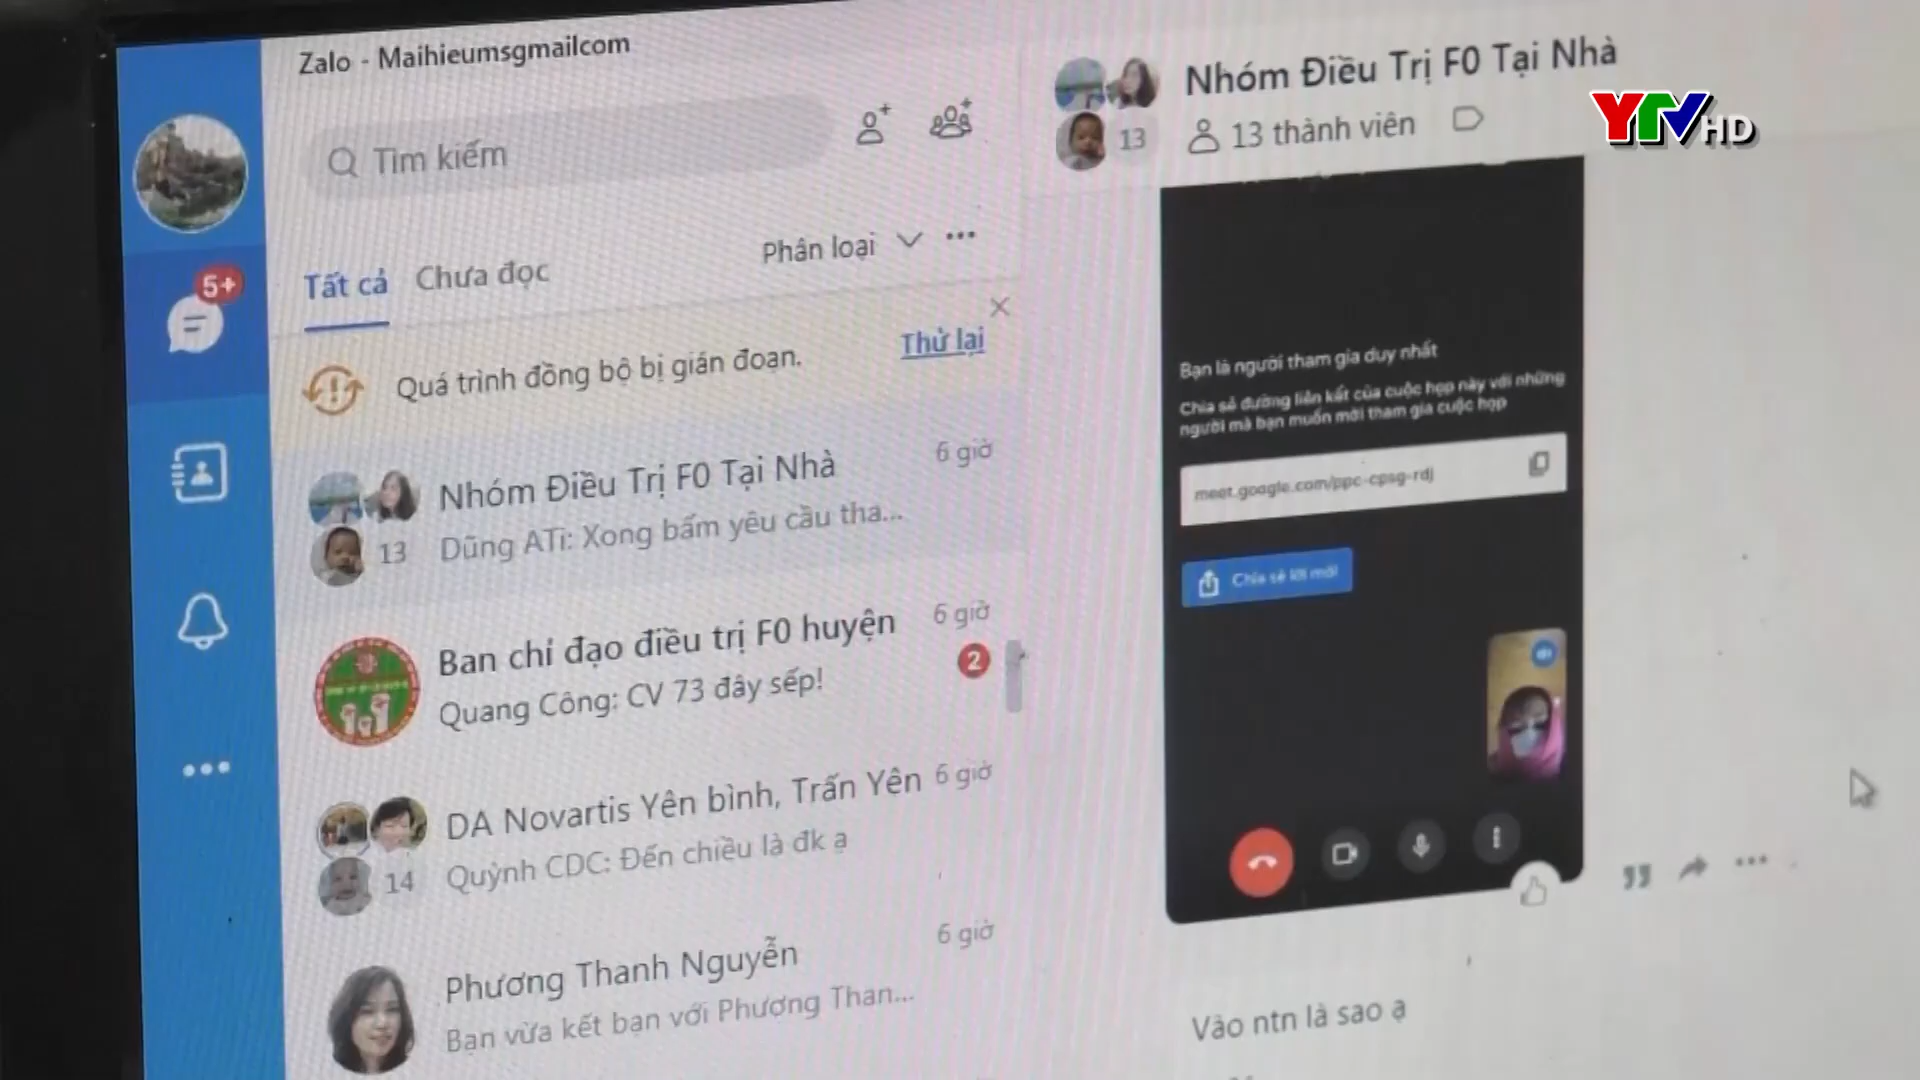 Zalo - Maihieumsgmailcom
Tìm kiếm
Tất cả
Chưa đọc
Phân loại
5+
Quá trình đồng bộ bị gián đoạn.
Thử lại
Nhóm Điều Trị F0 Tại Nhà
6 giờ
13
Dũng ATi: Xong bấm yêu cầu tha...
Ban chỉ đạo điều trị F0 huyện
6 giờ
Quang Công: CV 73 đây sếp!
2
DA Novartis Yên bình, Trấn Yên
6 giờ
14
Quỳnh CDC: Đến chiều là đk ạ
Phương Thanh Nguyễn
6 giờ
Bạn vừa kết bạn với Phương Than...
Nhóm Điều Trị F0 Tại Nhà
13
13 thành viên
YTV HD
Bạn là người tham gia duy nhất
Chia sẻ đường liên kết của cuộc họp này với những
người mà bạn muốn mời tham gia cuộc họp
meet.google.com/ppc-cpsg-rdj
Chia sẻ lời mời
Vào ntn là sao ạ